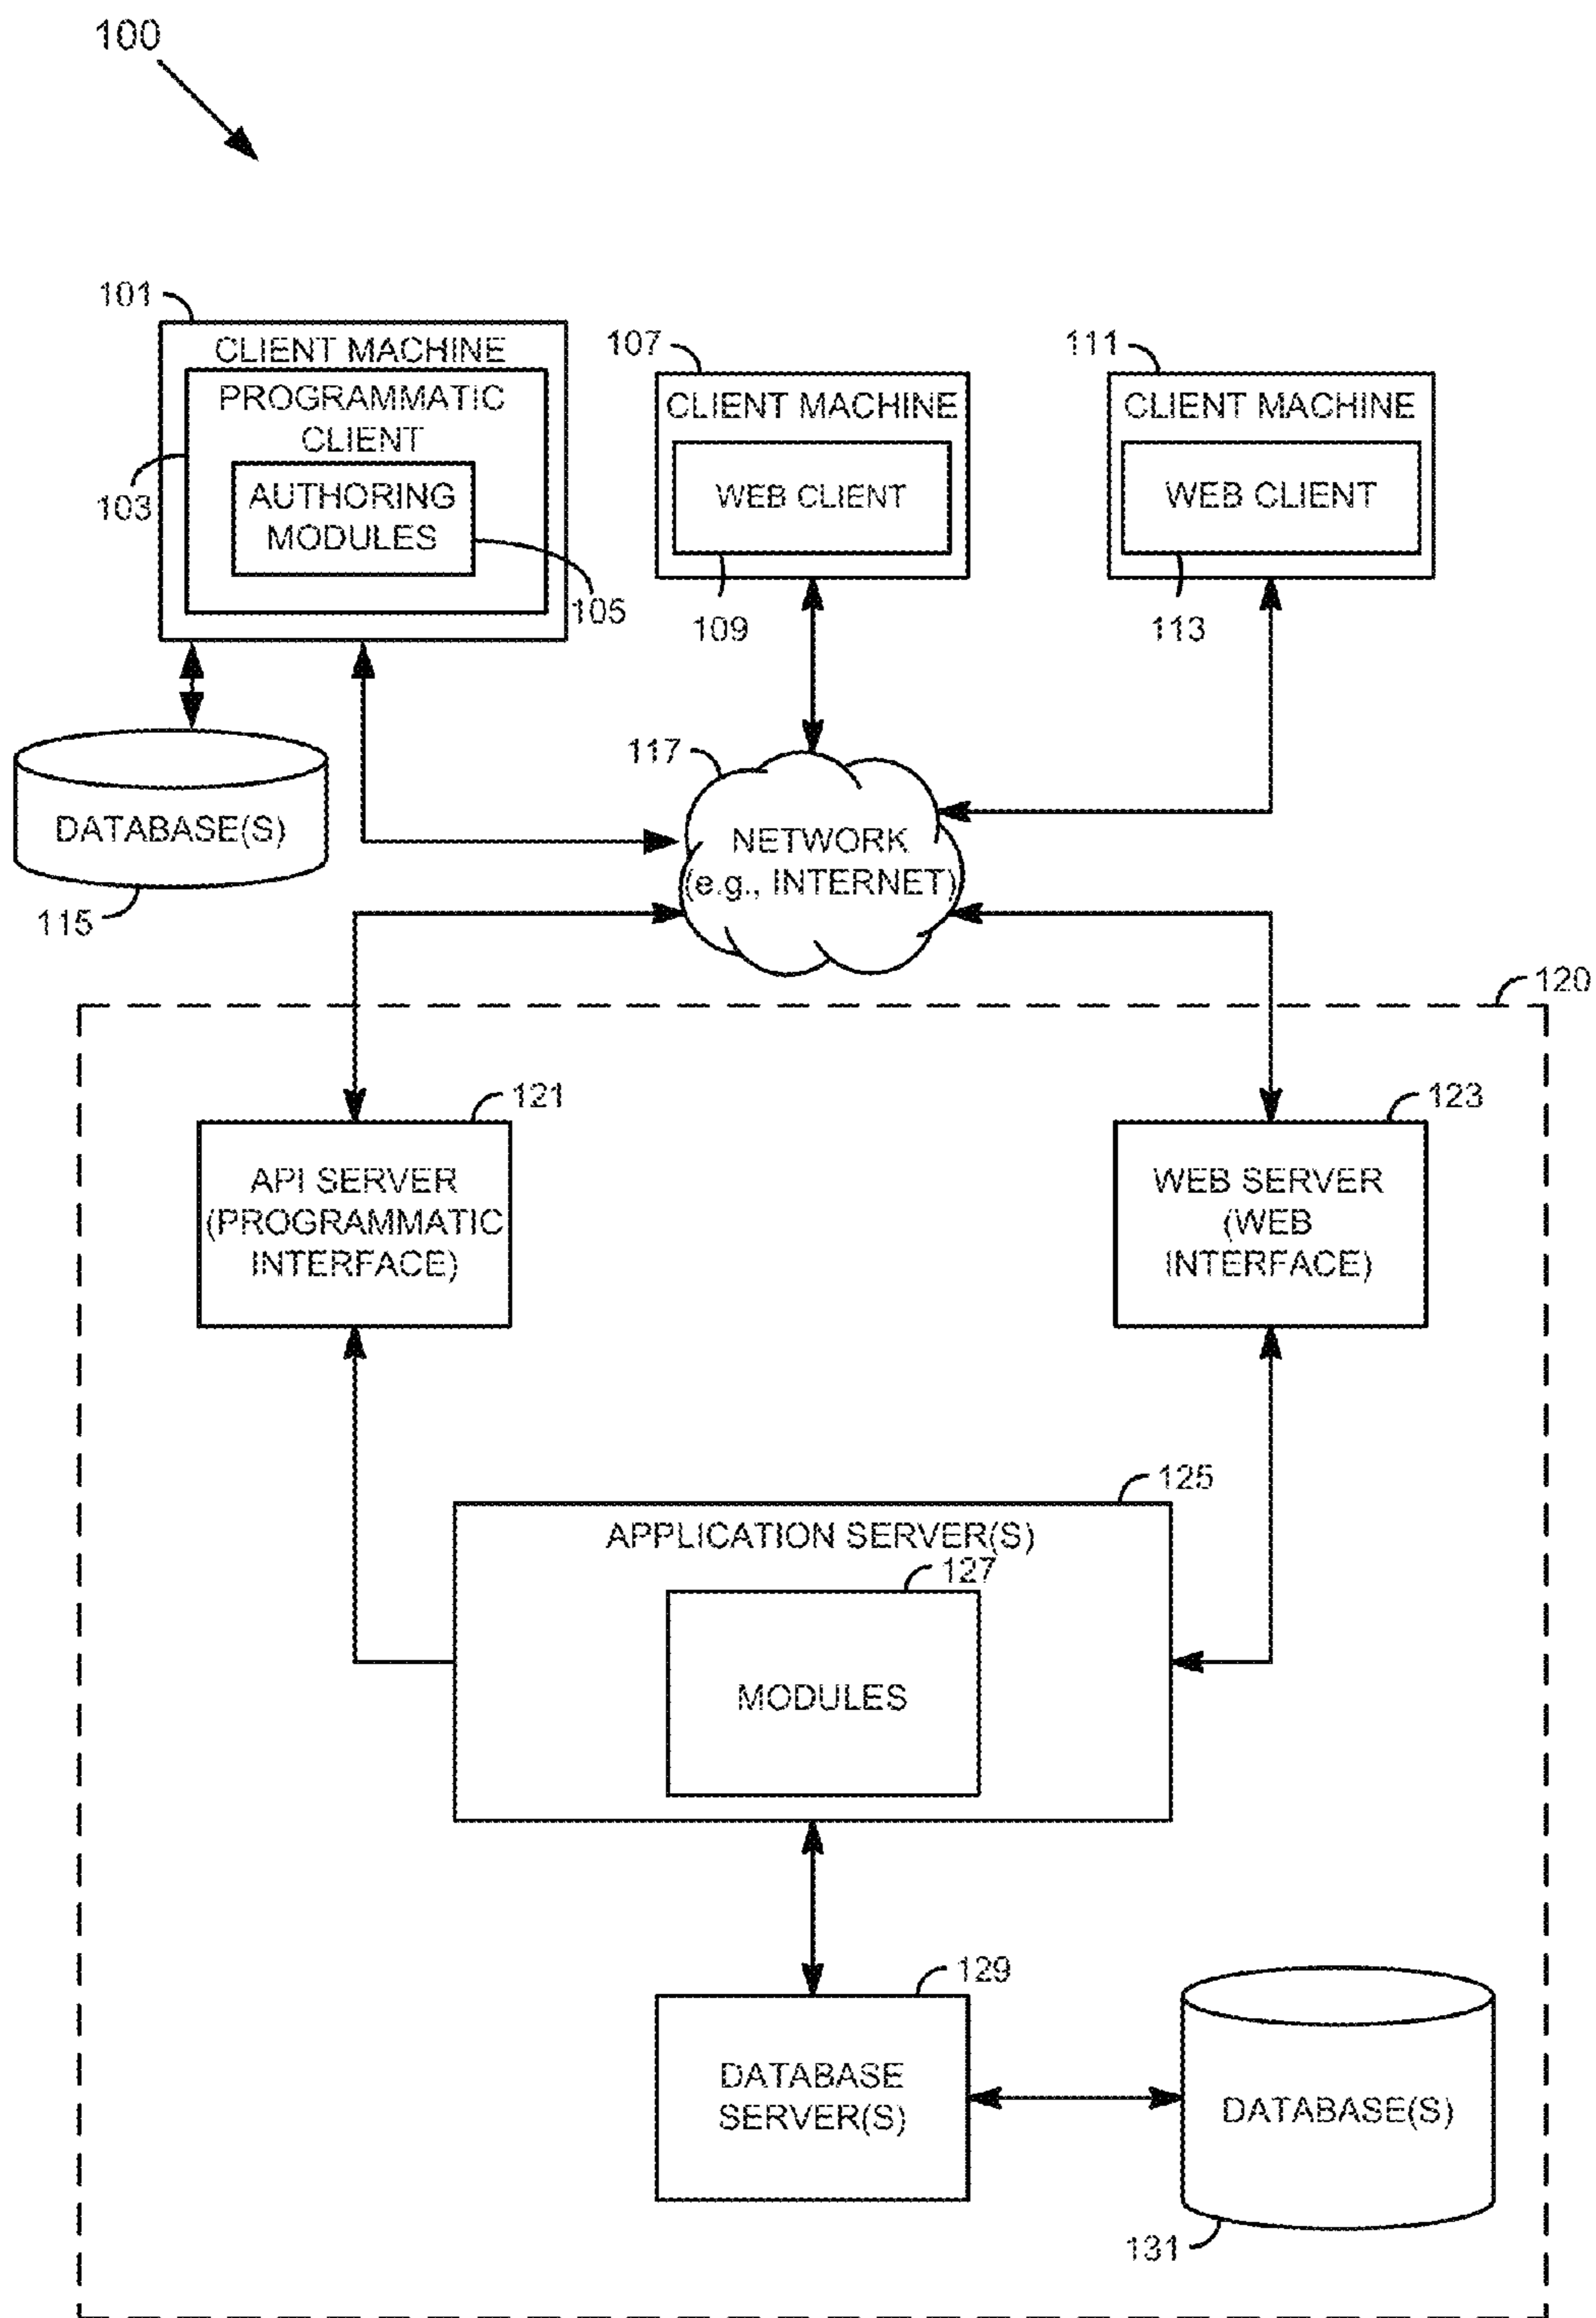 100
101
CLIENT MACHINE
PROGRAMMATIC
CLIENT
103
AUTHORING
MODULES
105
107
CLIENT MACHINE
WEB CLIENT
109
111
CLIENT MACHINE
WEB CLIENT
113
DATABASE(S)
115
117
NETWORK
(e.g., INTERNET)
120
121
API SERVER
(PROGRAMMATIC
INTERFACE)
123
WEB SERVER
(WEB
INTERFACE)
125
APPLICATION SERVER(S)
127
MODULES
129
DATABASE
SERVER(S)
DATABASE(S)
131